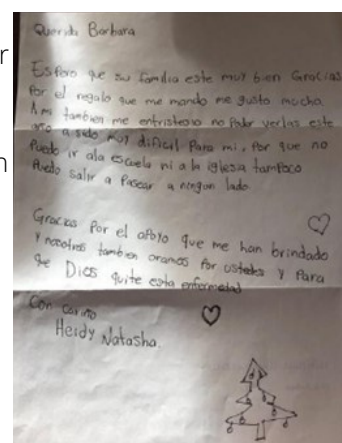 Querida Barbara
Espero qe su familia este muy bien Gracias
Por el regalo que me mando me gusto mocha.
A mi tambien me entristecio no Poder verlas este
año a sido muy dificil Para mi, Por que no
Puedo ir ala escuela ni a la iglesia tampoco
Puedo salir a Pasear a ningun lado.
Gracias Por el apoyo que me han brindado
Y nosotros tambien oramos Por ustedes Y Para
que Dios quite esta enfermedad
Con cariño
Heidy Natasha.
r
n